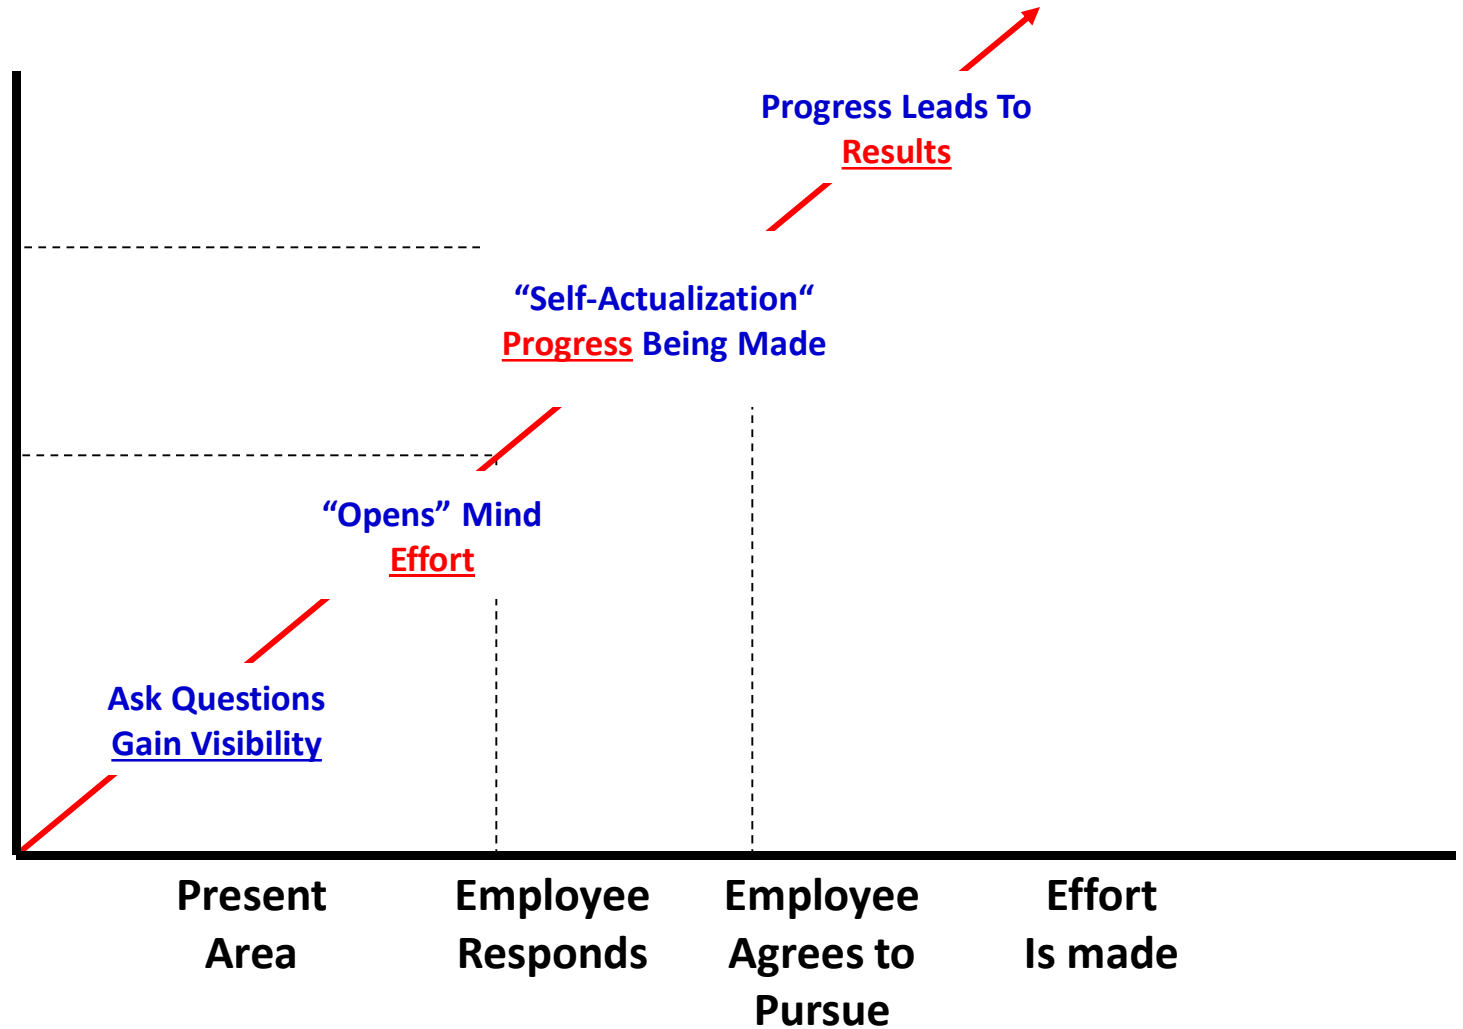 Progress Leads To
Results
“Self-Actualization“
Progress Being Made
“Opens” Mind
Effort
Ask Questions
Gain Visibility
Present
Area
Employee
Responds
Employee
Agrees to
Pursue
Effort
Is made